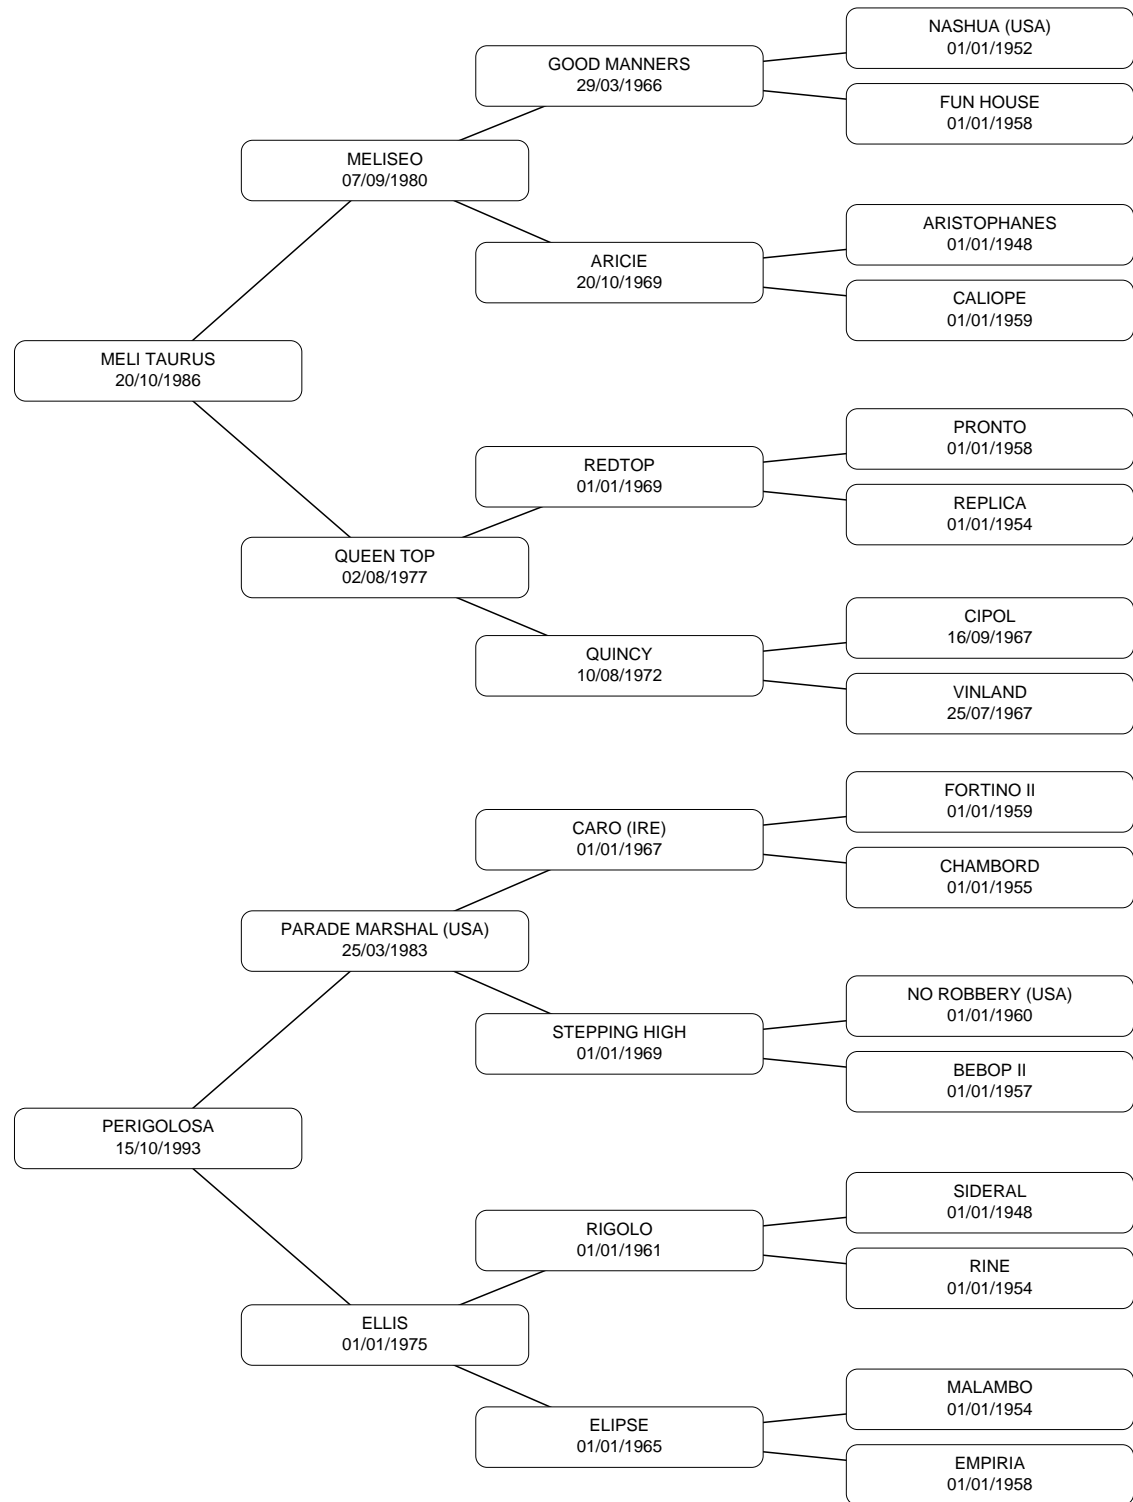 NASHUA (USA)
01/01/1952
GOOD MANNERS
29/03/1966
FUN HOUSE
01/01/1958
MELISEO
07/09/1980
ARISTOPHANES
01/01/1948
ARICIE
20/10/1969
CALIOPE
01/01/1959
MELI TAURUS
20/10/1986
PRONTO
01/01/1958
REDTOP
01/01/1969
REPLICA
01/01/1954
QUEEN TOP
02/08/1977
CIPOL
16/09/1967
QUINCY
10/08/1972
VINLAND
25/07/1967
FORTINO II
01/01/1959
CARO (IRE)
01/01/1967
CHAMBORD
01/01/1955
PARADE MARSHAL (USA)
25/03/1983
NO ROBBERY (USA)
01/01/1960
STEPPING HIGH
01/01/1969
BEBOP II
01/01/1957
PERIGOLOSA
15/10/1993
SIDERAL
01/01/1948
RIGOLO
01/01/1961
RINE
01/01/1954
ELLIS
01/01/1975
MALAMBO
01/01/1954
ELIPSE
01/01/1965
EMPIRIA
01/01/1958